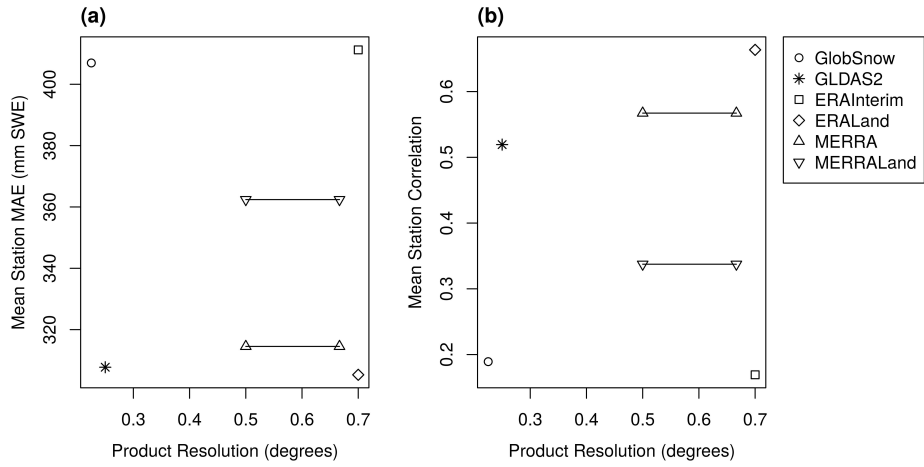 (a)
Mean Station MAE (mm SWE)
400
380
360
340
320
0.3 0.4 0.5 0.6 0.7
Product Resolution (degrees)
(b)
Mean Station Correlation
0.6
0.5
0.4
0.3
0.2
0.3 0.4 0.5 0.6 0.7
Product Resolution (degrees)
GlobSnow
GLDAS2
ERAInterim
ERALand
MERRA
MERRALand